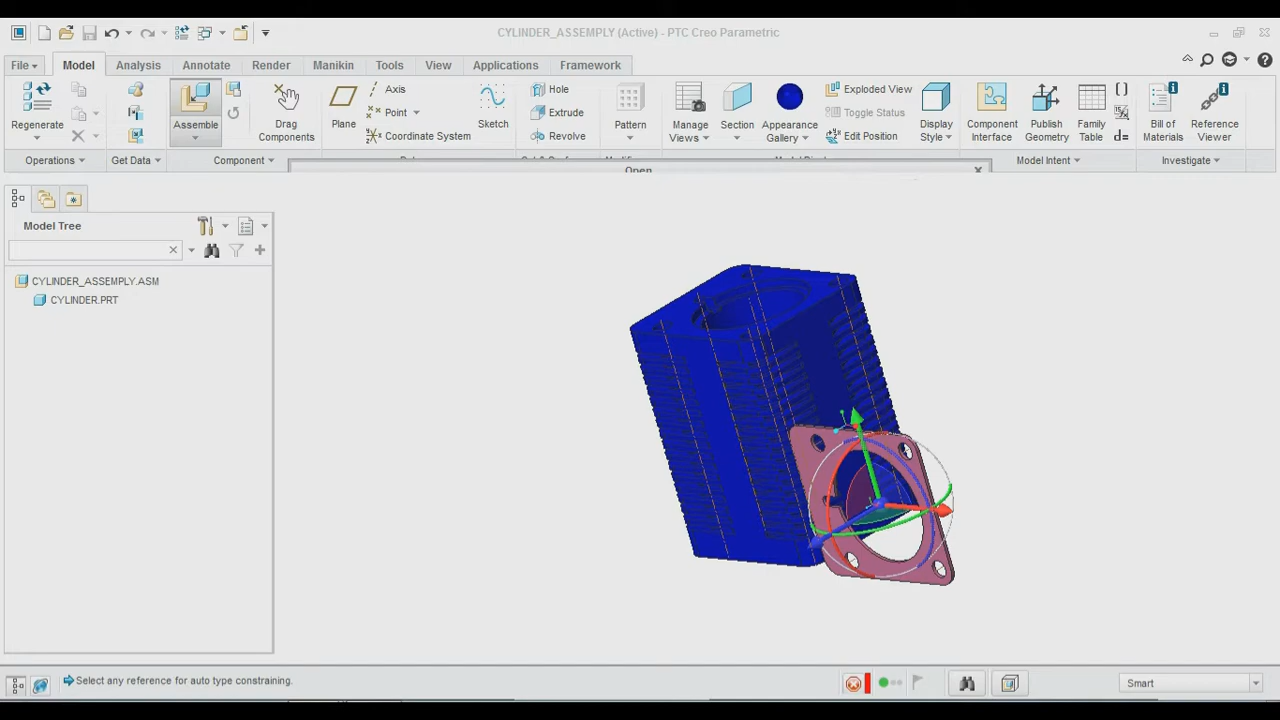 CYLINDER_ASSEMPLY (Active) - PTC Creo Parametric
File Model Analysis Annotate Render Manikin Tools View Applications Framework
Regenerate
Assemble
Drag Components
Plane
Axis
Point
Coordinate System
Sketch
Hole
Extrude
Revolve
Pattern
Manage Views
Section
Appearance Gallery
Exploded View
Toggle Status
Edit Position
Display Style
Component Interface
Publish Geometry
Family Table
d=
Bill of Materials
Reference Viewer
Operations Get Data Component Model Intent Investigate
Open
Model Tree
CYLINDER_ASSEMPLY.ASM
CYLINDER.PRT
Select any reference for auto type constraining.
Smart